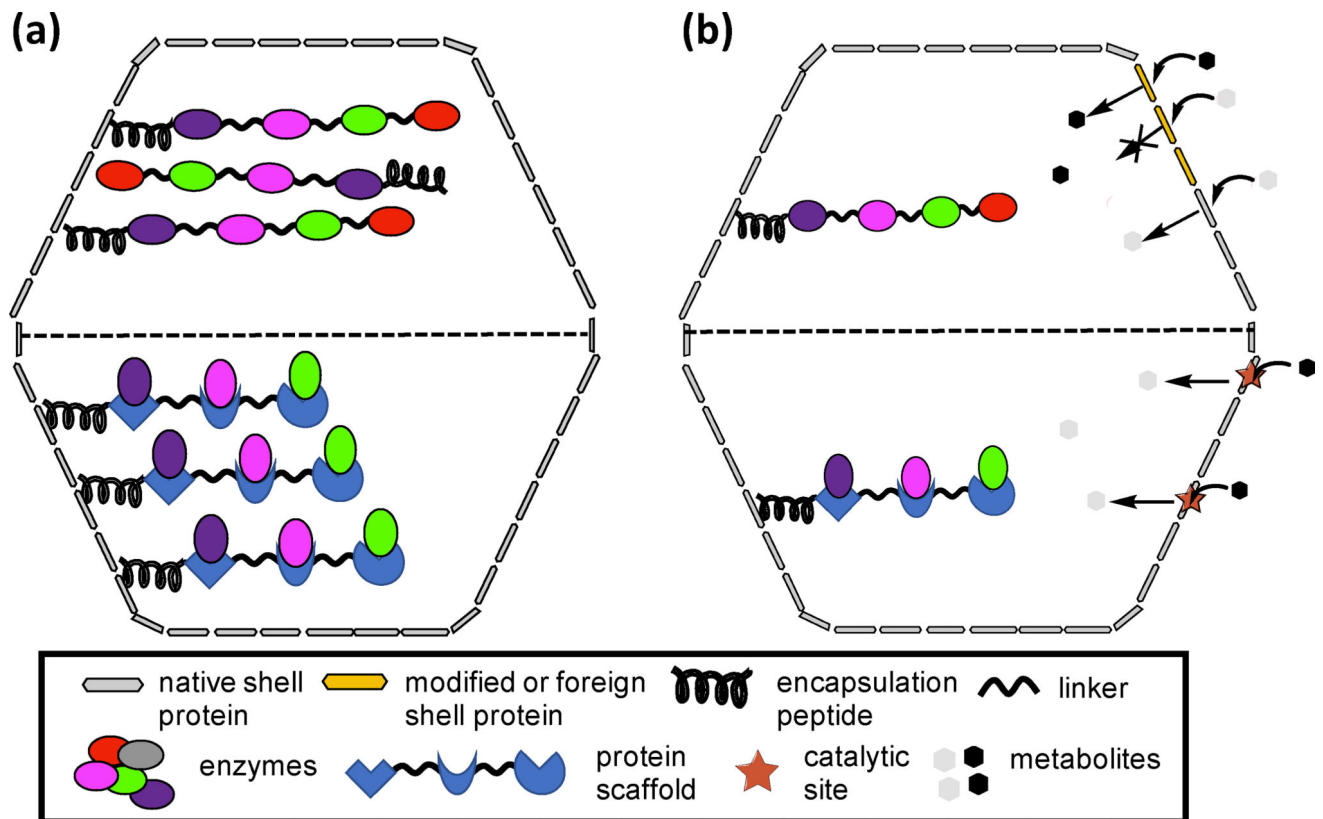 (a)
(b)
native shell
protein
modified or foreign
shell protein
encapsulation
peptide
linker
enzymes
protein
scaffold
catalytic
site
metabolites